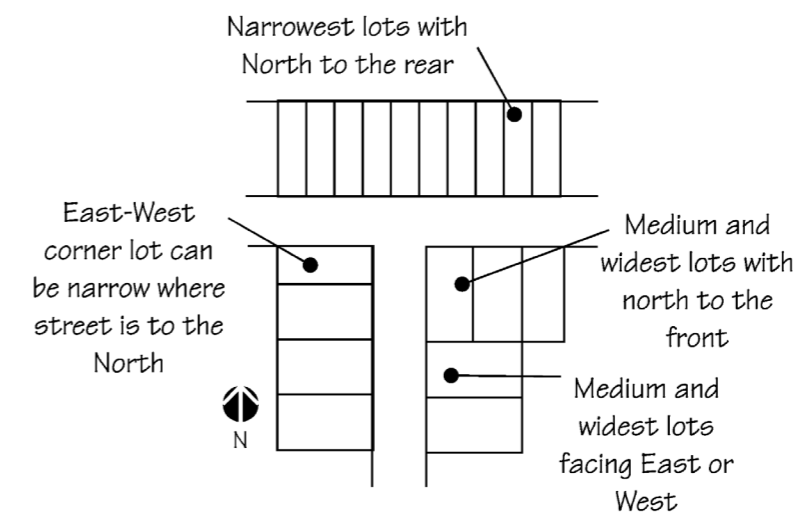 Narrowest lots with
North to the rear
East-West
corner lot can
be narrow where
street is to the
North
Medium and
widest lots with
north to the
front
Medium and
widest lots
facing East or
West
N